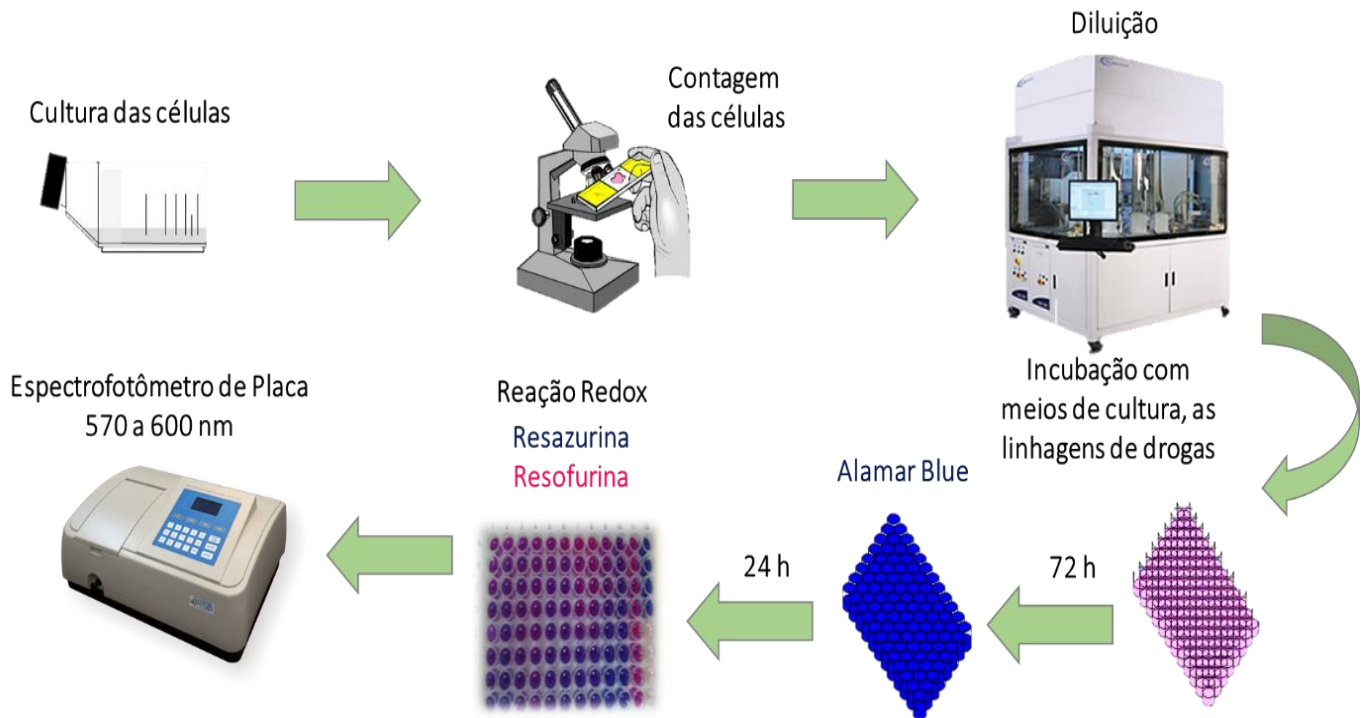 Cultura das células
Contagem
das células
Diluição
Incubação com
meios de cultura, as
linhagens de drogas
72 h
Alamar Blue
24 h
Reação Redox
Resazurina
Resofurina
Espectrofotômetro de Placa
570 a 600 nm